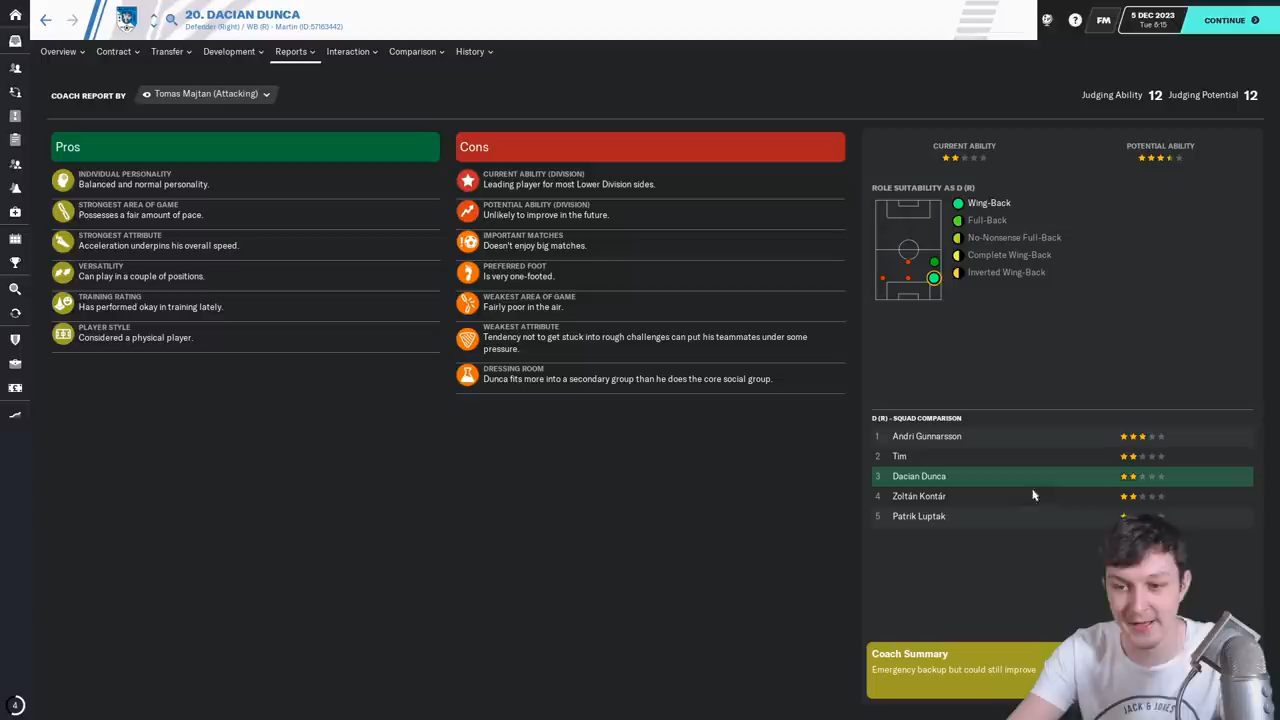 20. DACIAN DUNCA
Defender (Right) / WB (R) - Martin (ID:57163442)
FM
5 DEC 2023
Tue 6:15
CONTINUE
Overview
Contract
Transfer
Development
Reports
Interaction
Comparison
History
COACH REPORT BY
Tomas Majtan (Attacking)
Judging Ability 12 Judging Potential 12
Pros
INDIVIDUAL PERSONALITY
Balanced and normal personality.
STRONGEST AREA OF GAME
Possesses a fair amount of pace.
STRONGEST ATTRIBUTE
Acceleration underpins his overall speed.
VERSATILITY
Can play in a couple of positions.
TRAINING RATING
Has performed okay in training lately.
PLAYER STYLE
Considered a physical player.
Cons
CURRENT ABILITY (DIVISION)
Leading player for most Lower Division sides.
POTENTIAL ABILITY (DIVISION)
Unlikely to improve in the future.
IMPORTANT MATCHES
Doesn't enjoy big matches.
PREFERRED FOOT
Is very one-footed.
WEAKEST AREA OF GAME
Fairly poor in the air.
WEAKEST ATTRIBUTE
Tendency not to get stuck into rough challenges can put his teammates under some
pressure.
DRESSING ROOM
Dunca fits more into a secondary group than he does the core social group.
CURRENT ABILITY
POTENTIAL ABILITY
ROLE SUITABILITY AS D (R)
Wing-Back
Full-Back
No-Nonsense Full-Back
Complete Wing-Back
Inverted Wing-Back
D (R) - SQUAD COMPARISON
1 Andri Gunnarsson
2 Tim
3 Dacian Dunca
4 Zoltán Kontár
5 Patrik Luptak
Coach Summary
Emergency backup but could still improve
JACK & JONES
4